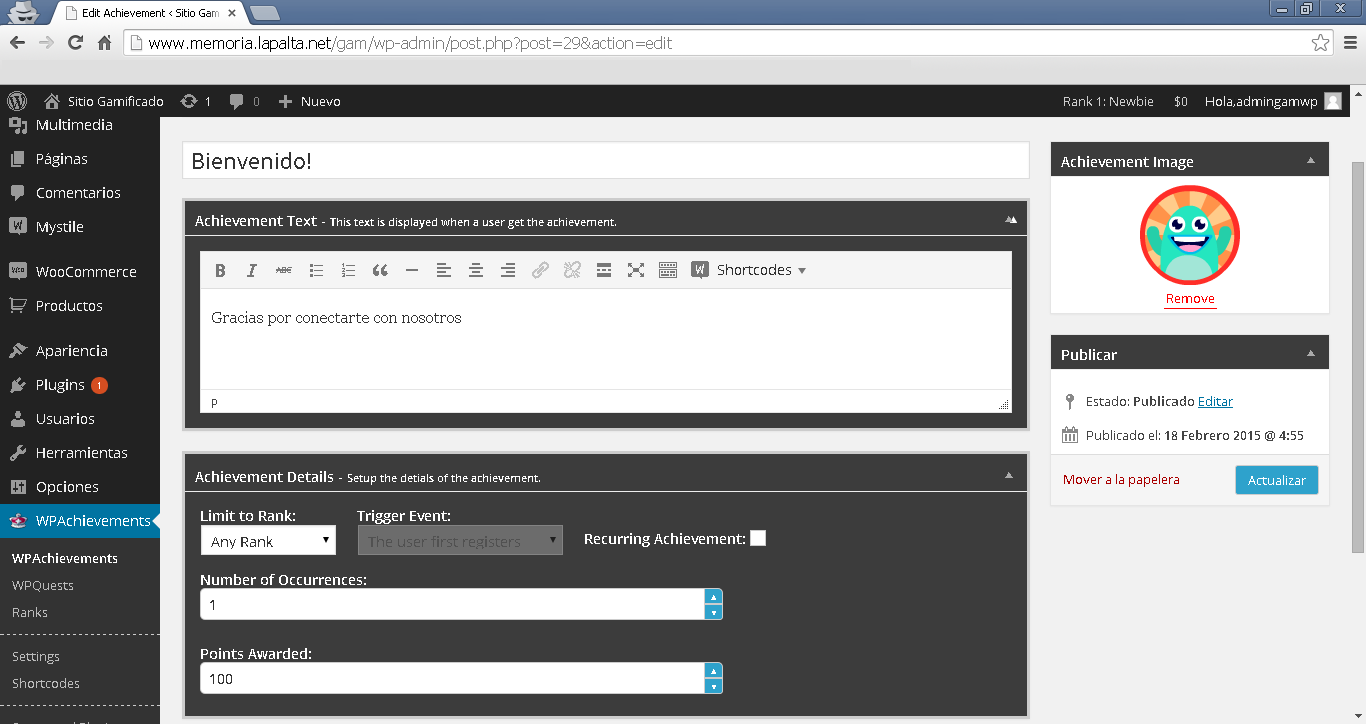 Edit Achievement ‹ Sitio Gam
www.memoria.lapalta.net/gam/wp-admin/post.php?post=29&action=edit
Sitio Gamificado 1 0 Nuevo Rank 1: Newbie $0 Hola,admingamwp
Multimedia
Páginas
Comentarios
Mystile
WooCommerce
Productos
Apariencia
Plugins 1
Usuarios
Herramientas
Opciones
WPAchievements
WPAchievements
WPQuests
Ranks
Settings
Shortcodes
Bienvenido!
Achievement Text - This text is displayed when a user get the achievement.
B I ABC Shortcodes
Gracias por conectarte con nosotros
p
Achievement Details - Setup the detials of the achievement.
Limit to Rank: Trigger Event:
Any Rank The user first registers Recurring Achievement:
Number of Occurrences:
1
Points Awarded:
100
Achievement Image
Remove
Publicar
Estado: Publicado Editar
Publicado el: 18 Febrero 2015 @ 4:55
Mover a la papelera Actualizar